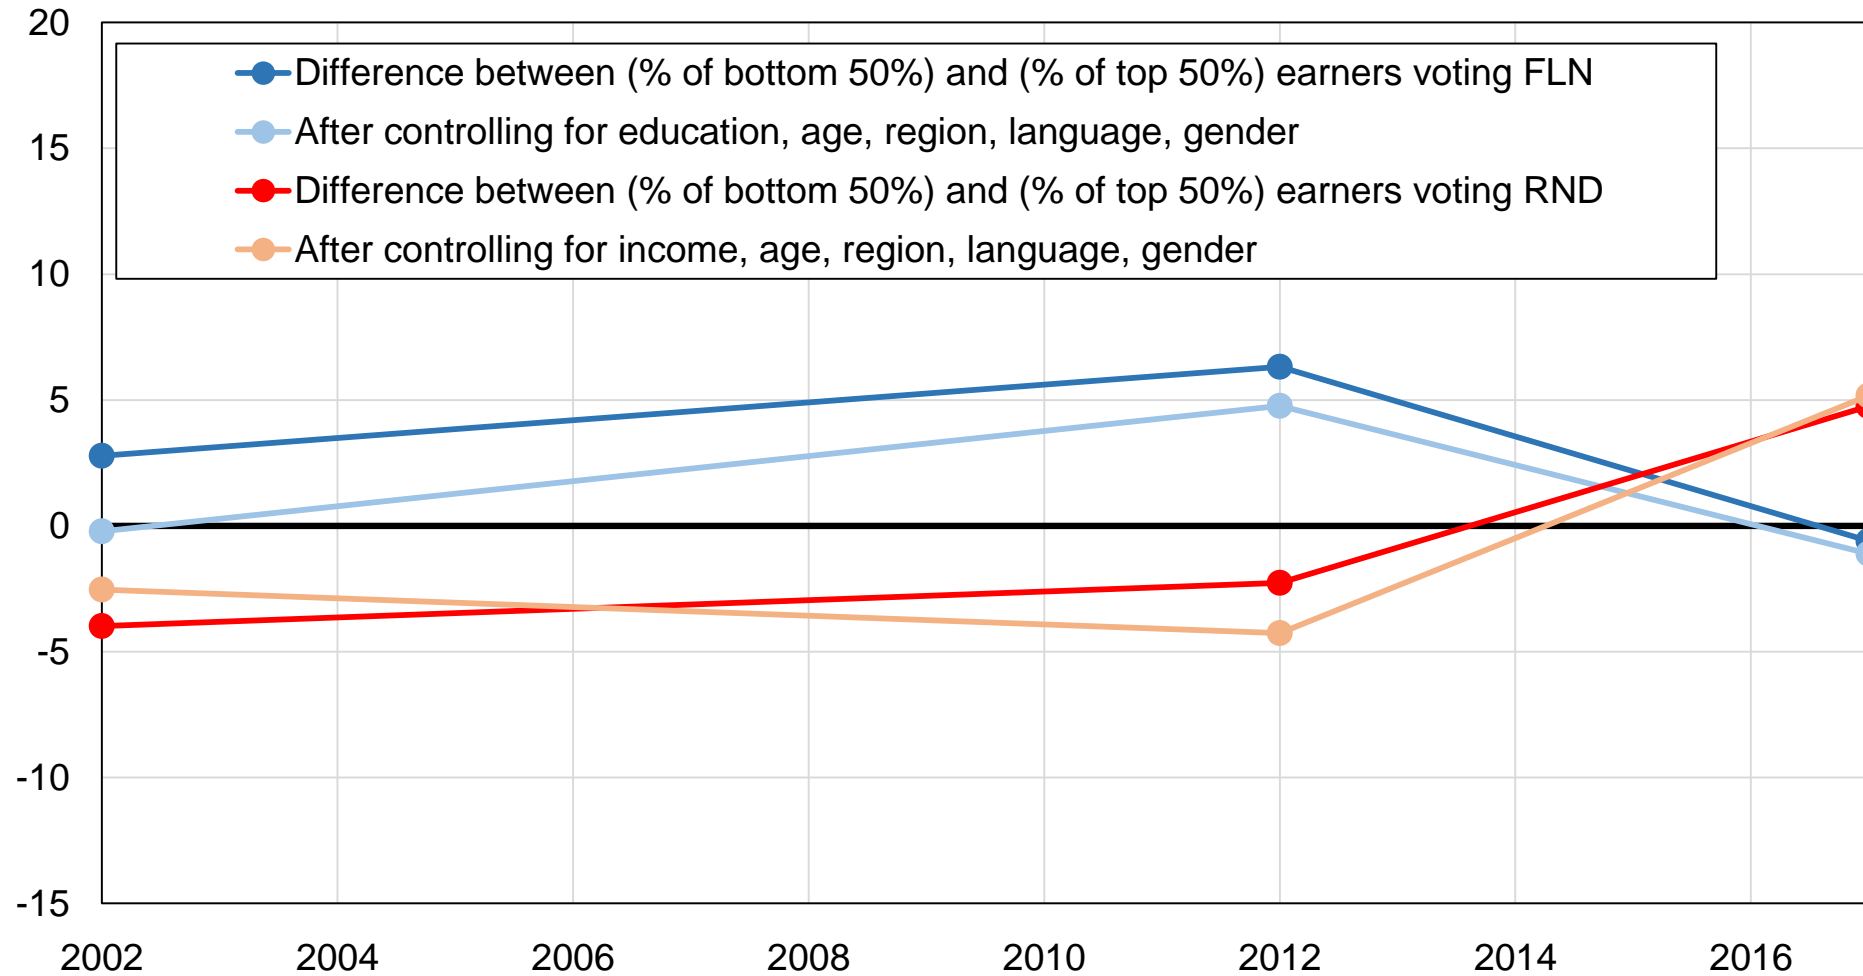 20
15
10
5
0
-5
-10
-15
Difference between (% of bottom 50%) and (% of top 50%) earners voting FLN
After controlling for education, age, region, language, gender
Difference between (% of bottom 50%) and (% of top 50%) earners voting RND
After controlling for income, age, region, language, gender
2002 2004 2006 2008 2010 2012 2014 2016